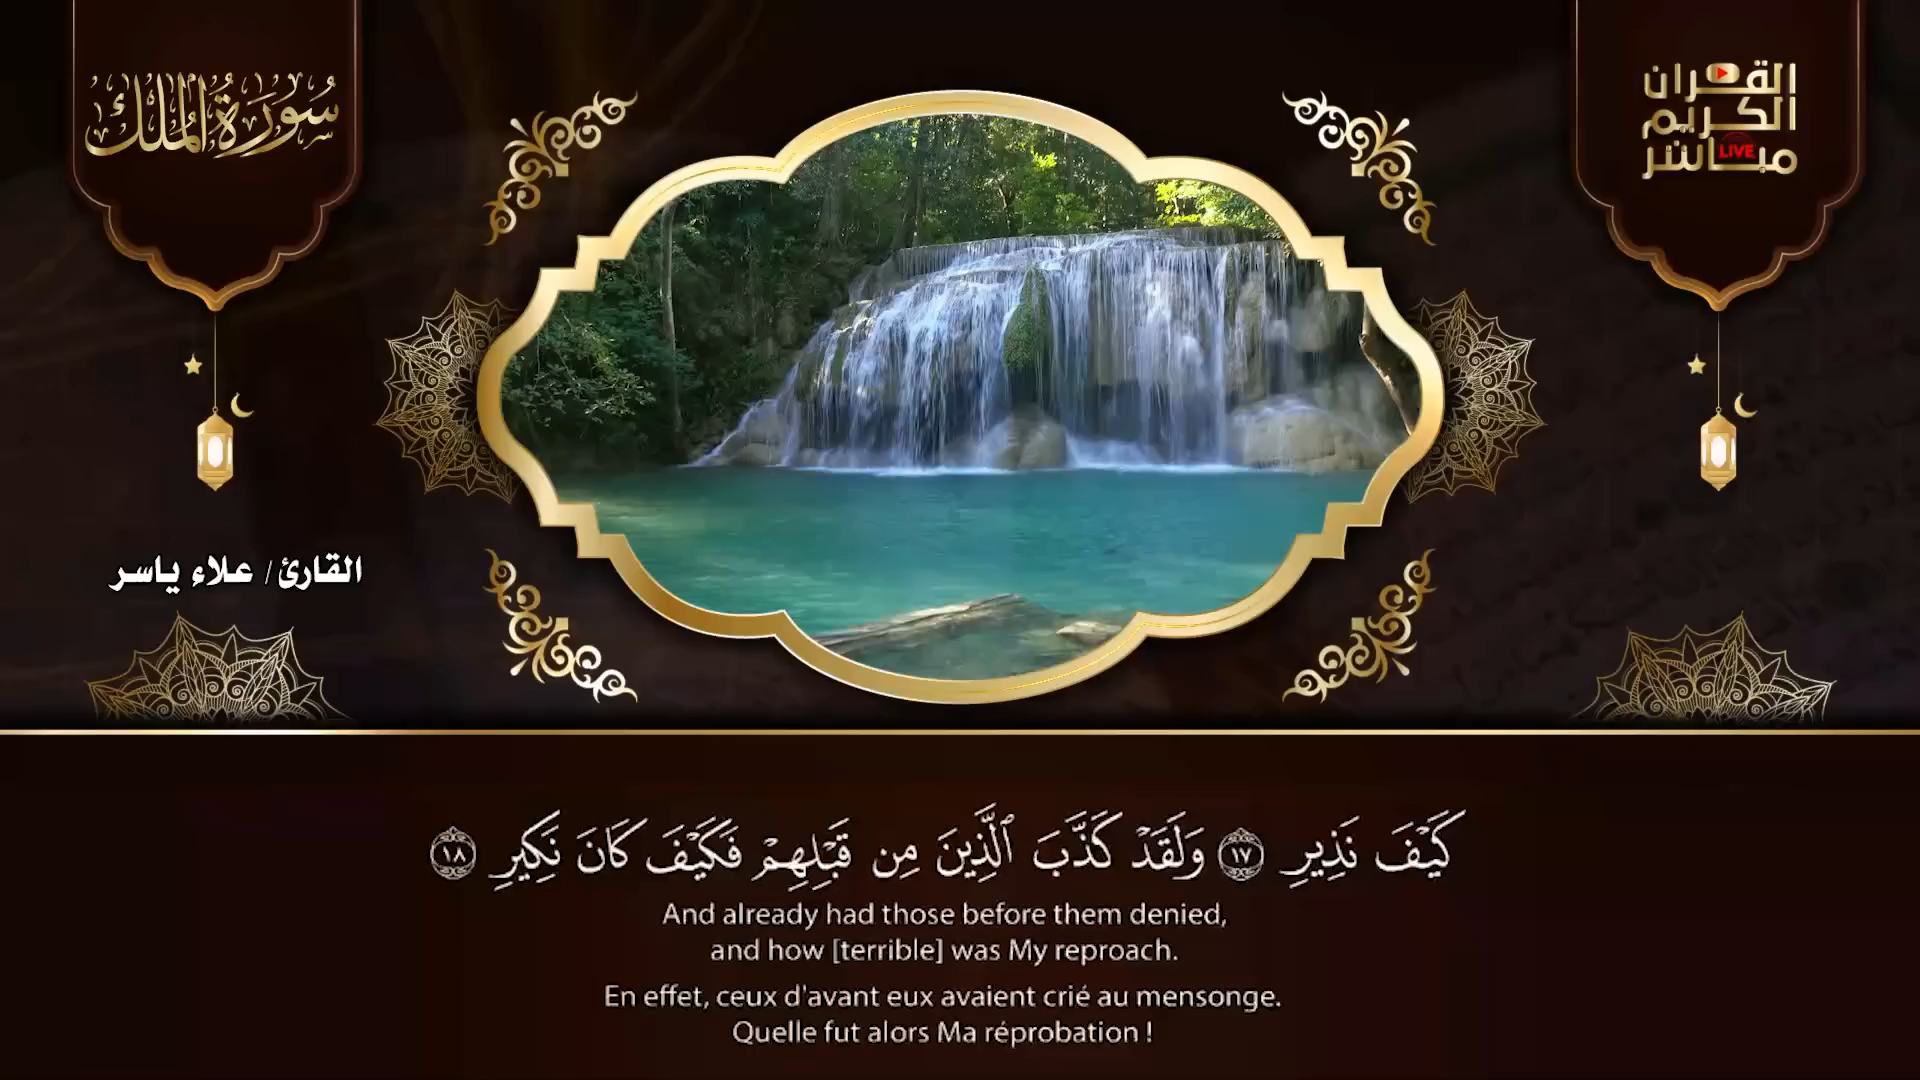 سُورَةُ المُلك
القرآن
الكريم
مباشر
LIVE
القارئ / علاء ياسر
كَيْفَ نَذِيرِ ١٧ وَلَقَدْ كَذَّبَ ٱلَّذِينَ مِن قَبْلِهِمْ فَكَيْفَ كَانَ نَكِيرِ ١٨
And already had those before them denied,
and how [terrible] was My reproach.
En effet, ceux d'avant eux avaient crié au mensonge.
Quelle fut alors Ma réprobation !